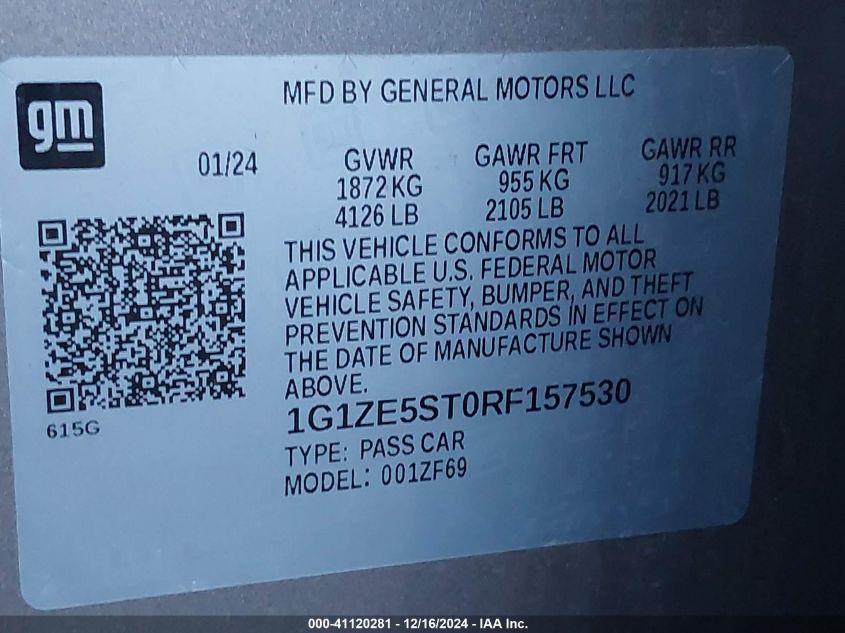 gm
MFD BY GENERAL MOTORS LLC
01/24
GVWR
1872 KG
4126 LB
GAWR FRT
955 KG
2105 LB
GAWR RR
917 KG
2021 LB
THIS VEHICLE CONFORMS TO ALL
APPLICABLE U.S. FEDERAL MOTOR
VEHICLE SAFETY, BUMPER, AND THEFT
PREVENTION STANDARDS IN EFFECT ON
THE DATE OF MANUFACTURE SHOWN
ABOVE.
1G1ZE5ST0RF157530
TYPE: PASS CAR
MODEL: 001ZF69
615G
000-41120281 - 12/16/2024 - IAA Inc.